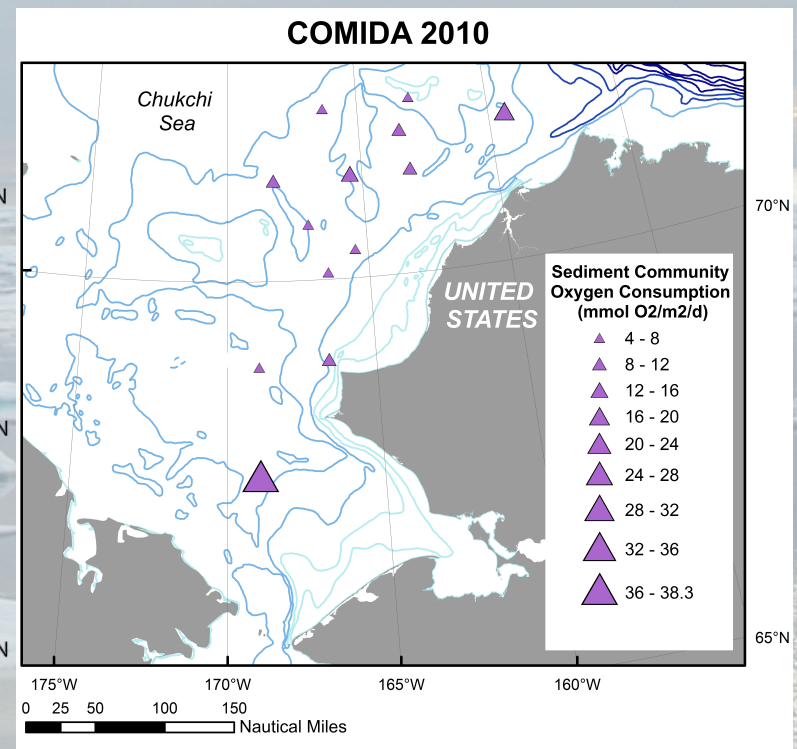 COMIDA 2010
Chukchi
Sea
N
70°N
UNITED
STATES
Sediment Community
Oxygen Consumption
(mmol O2/m2/d)
4 - 8
8 - 12
12 - 16
16 - 20
20 - 24
24 - 28
28 - 32
32 - 36
36 - 38.3
N
N
65°N
175°W
170°W
165°W
160°W
0 25 50 100 150
Nautical Miles